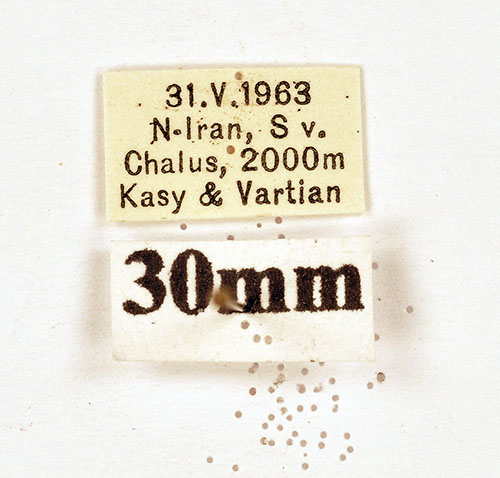 31.V.1963
N-Iran, S v.
Chalus, 2000m
Kasy & Vartian
30mm